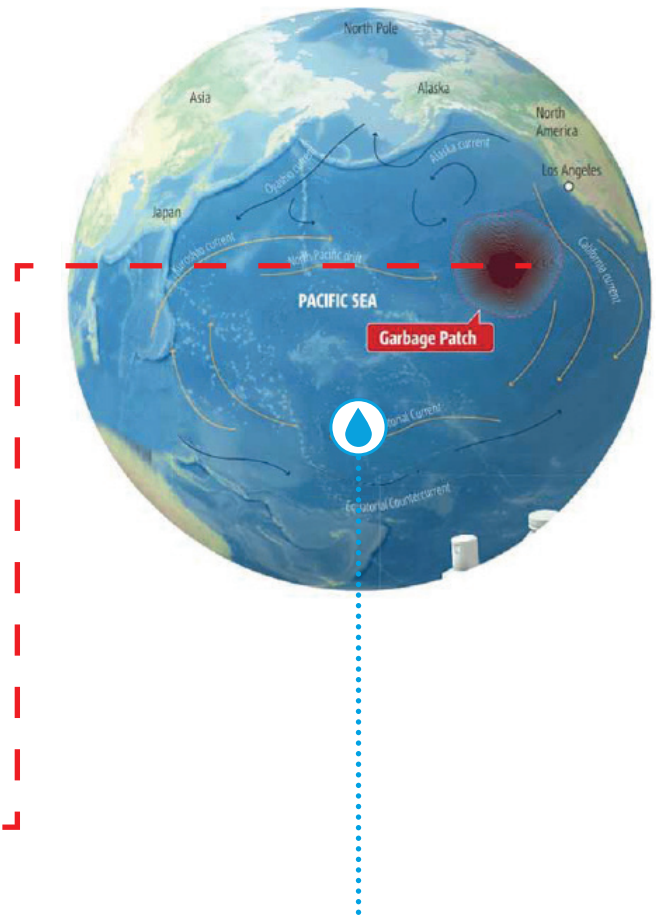 North Pole
Alaska
Asia
North
America
Alaska current
Los Angeles
Japan
Kuroshio current
North Pacific drift
California current
PACIFIC SEA
Garbage Patch
Current
Equatorial Countercurrent